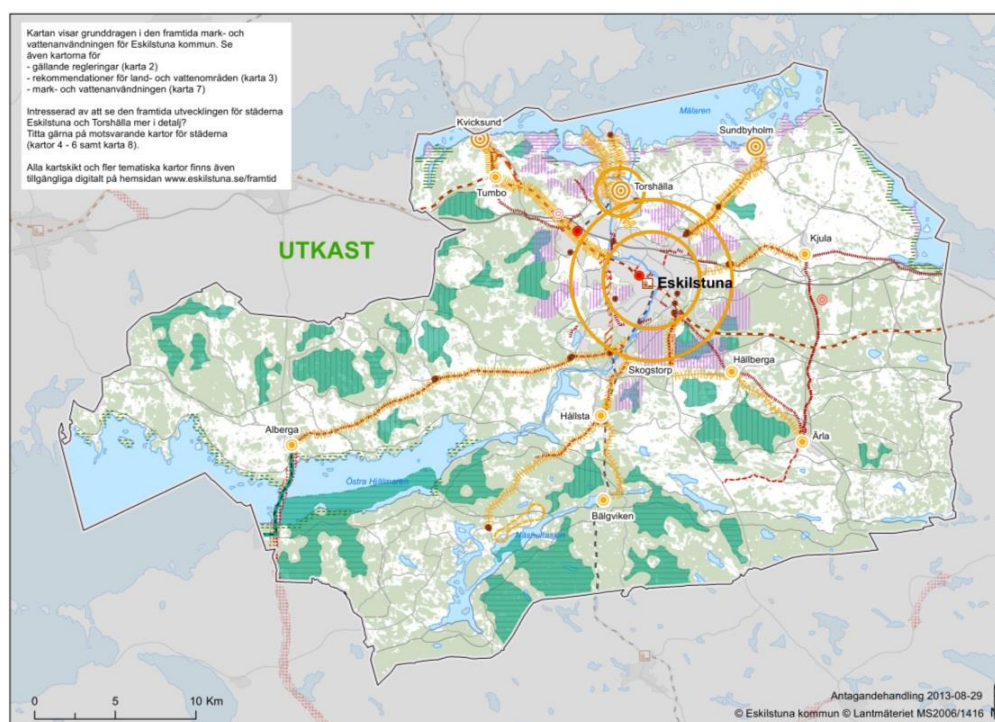 Kartan visar grunddragen i den framtida mark- och
vattenanvändningen för Eskilstuna kommun. Se
även kartorna för
- gällande regleringar (karta 2)
- rekommendationer för land- och vattenområden (karta 3)
- mark- och vattenanvändningen (karta 7)
Intresserad av att se den framtida utvecklingen för städerna
Eskilstuna och Torshälla mer i detalj?
Titta gärna på motsvarande kartor för städerna
(kartor 4 - 6 samt karta 8).
Alla kartskikt och fler tematiska kartor finns även
tillgängliga digitalt på hemsidan www.eskilstuna.se/framtid
Mälaren
Kvicksund
Sundbyholm
Tumbo
Torshälla
UTKAST
Kjula
Eskilstuna
Skogstorp
Hällberga
Hållsta
Alberga
Ärla
Östra Hjälmaren
Bälgviken
Näshultasjön
0 5 10 Km
Antagandehandling 2013-08-29
© Eskilstuna kommun © Lantmäteriet MS2006/1416